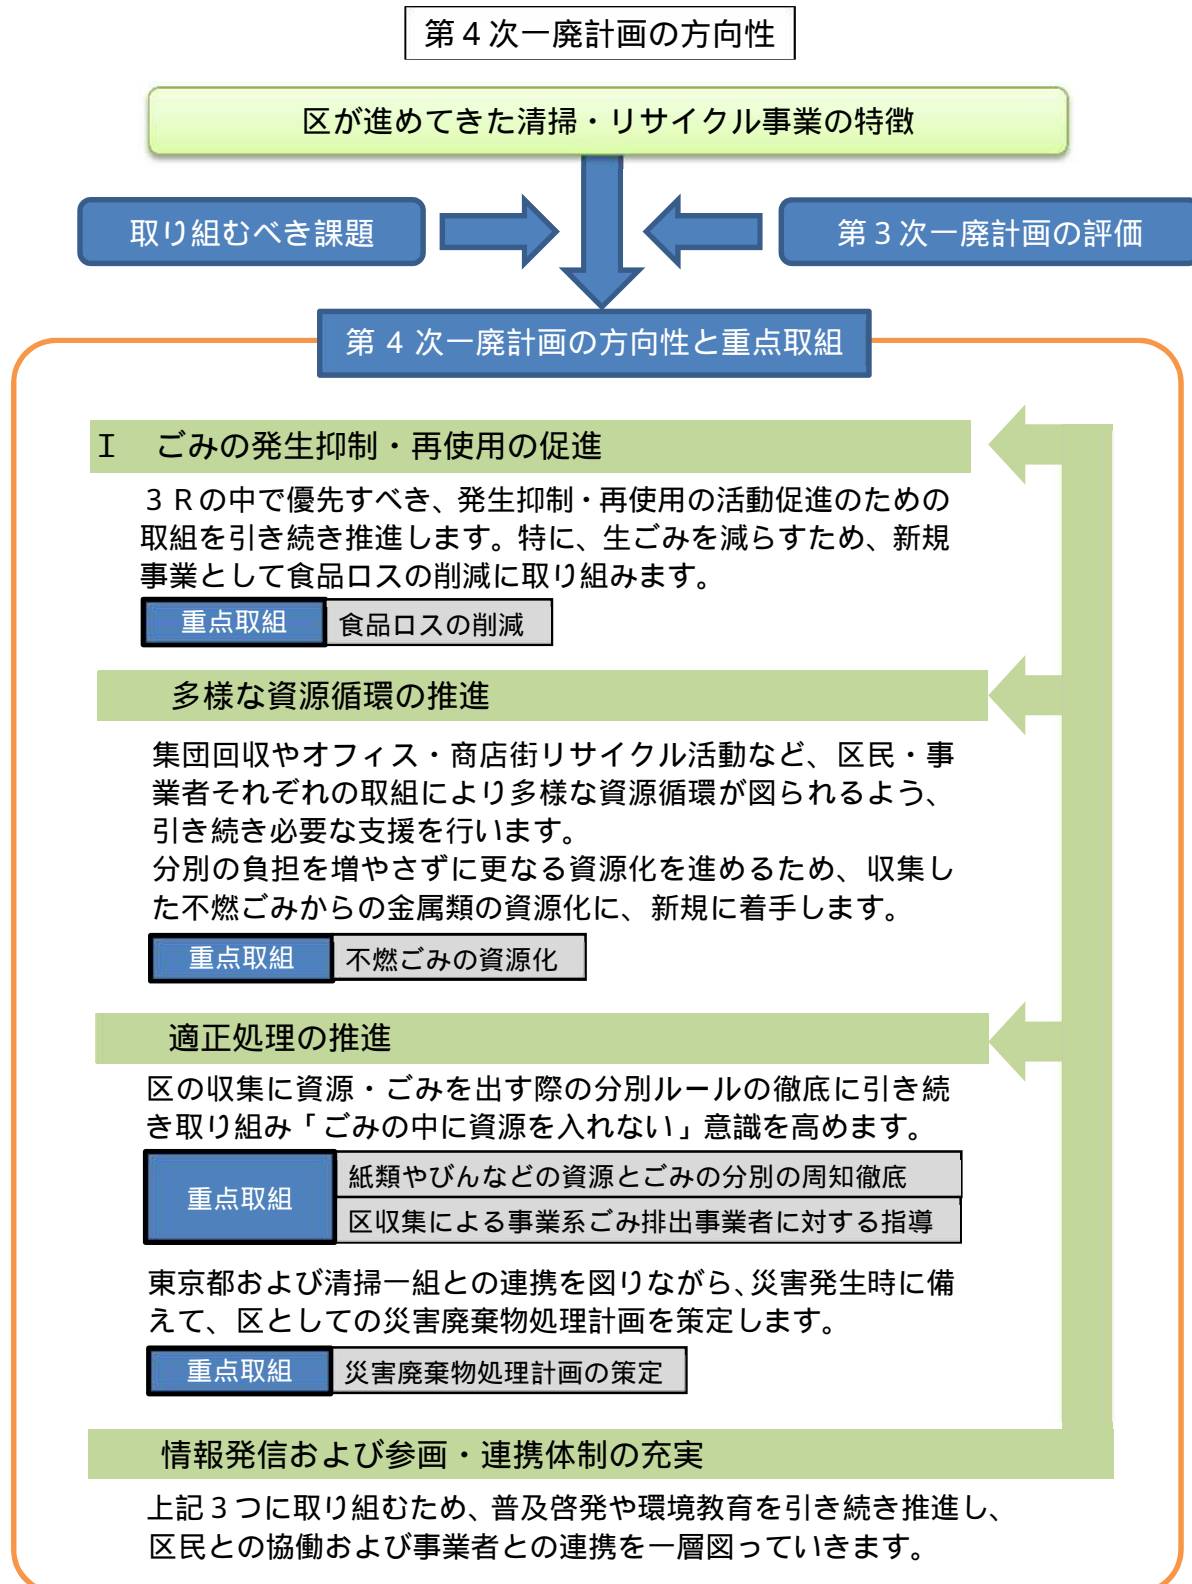 第４次一廃計画の方向性
区が進めてきた清掃・リサイクル事業の特徴
取り組むべき課題
第３次一廃計画の評価
第 4 次一廃計画の方向性と重点取組
Ⅰ　ごみの発生抑制・再使用の促進
３Ｒの中で優先すべき、発生抑制・再使用の活動促進のための
取組を引き続き推進します。特に、生ごみを減らすため、新規
事業として食品ロスの削減に取り組みます。
重点取組　食品ロスの削減
多様な資源循環の推進
集団回収やオフィス・商店街リサイクル活動など、区民・事
業者それぞれの取組により多様な資源循環が図られるよう、
引き続き必要な支援を行います。
分別の負担を増やさずに更なる資源化を進めるため、収集し
た不燃ごみからの金属類の資源化に、新規に着手します。
重点取組　不燃ごみの資源化
適正処理の推進
区の収集に資源・ごみを出す際の分別ルールの徹底に引き続
き取り組み「ごみの中に資源を入れない」意識を高めます。
重点取組
紙類やびんなどの資源とごみの分別の周知徹底
区収集による事業系ごみ排出事業者に対する指導
東京都および清掃一組との連携を図りながら、災害発生時に備
えて、区としての災害廃棄物処理計画を策定します。
重点取組　災害廃棄物処理計画の策定
情報発信および参画・連携体制の充実
上記３つに取り組むため、普及啓発や環境教育を引き続き推進し、
区民との協働および事業者との連携を一層図っていきます。